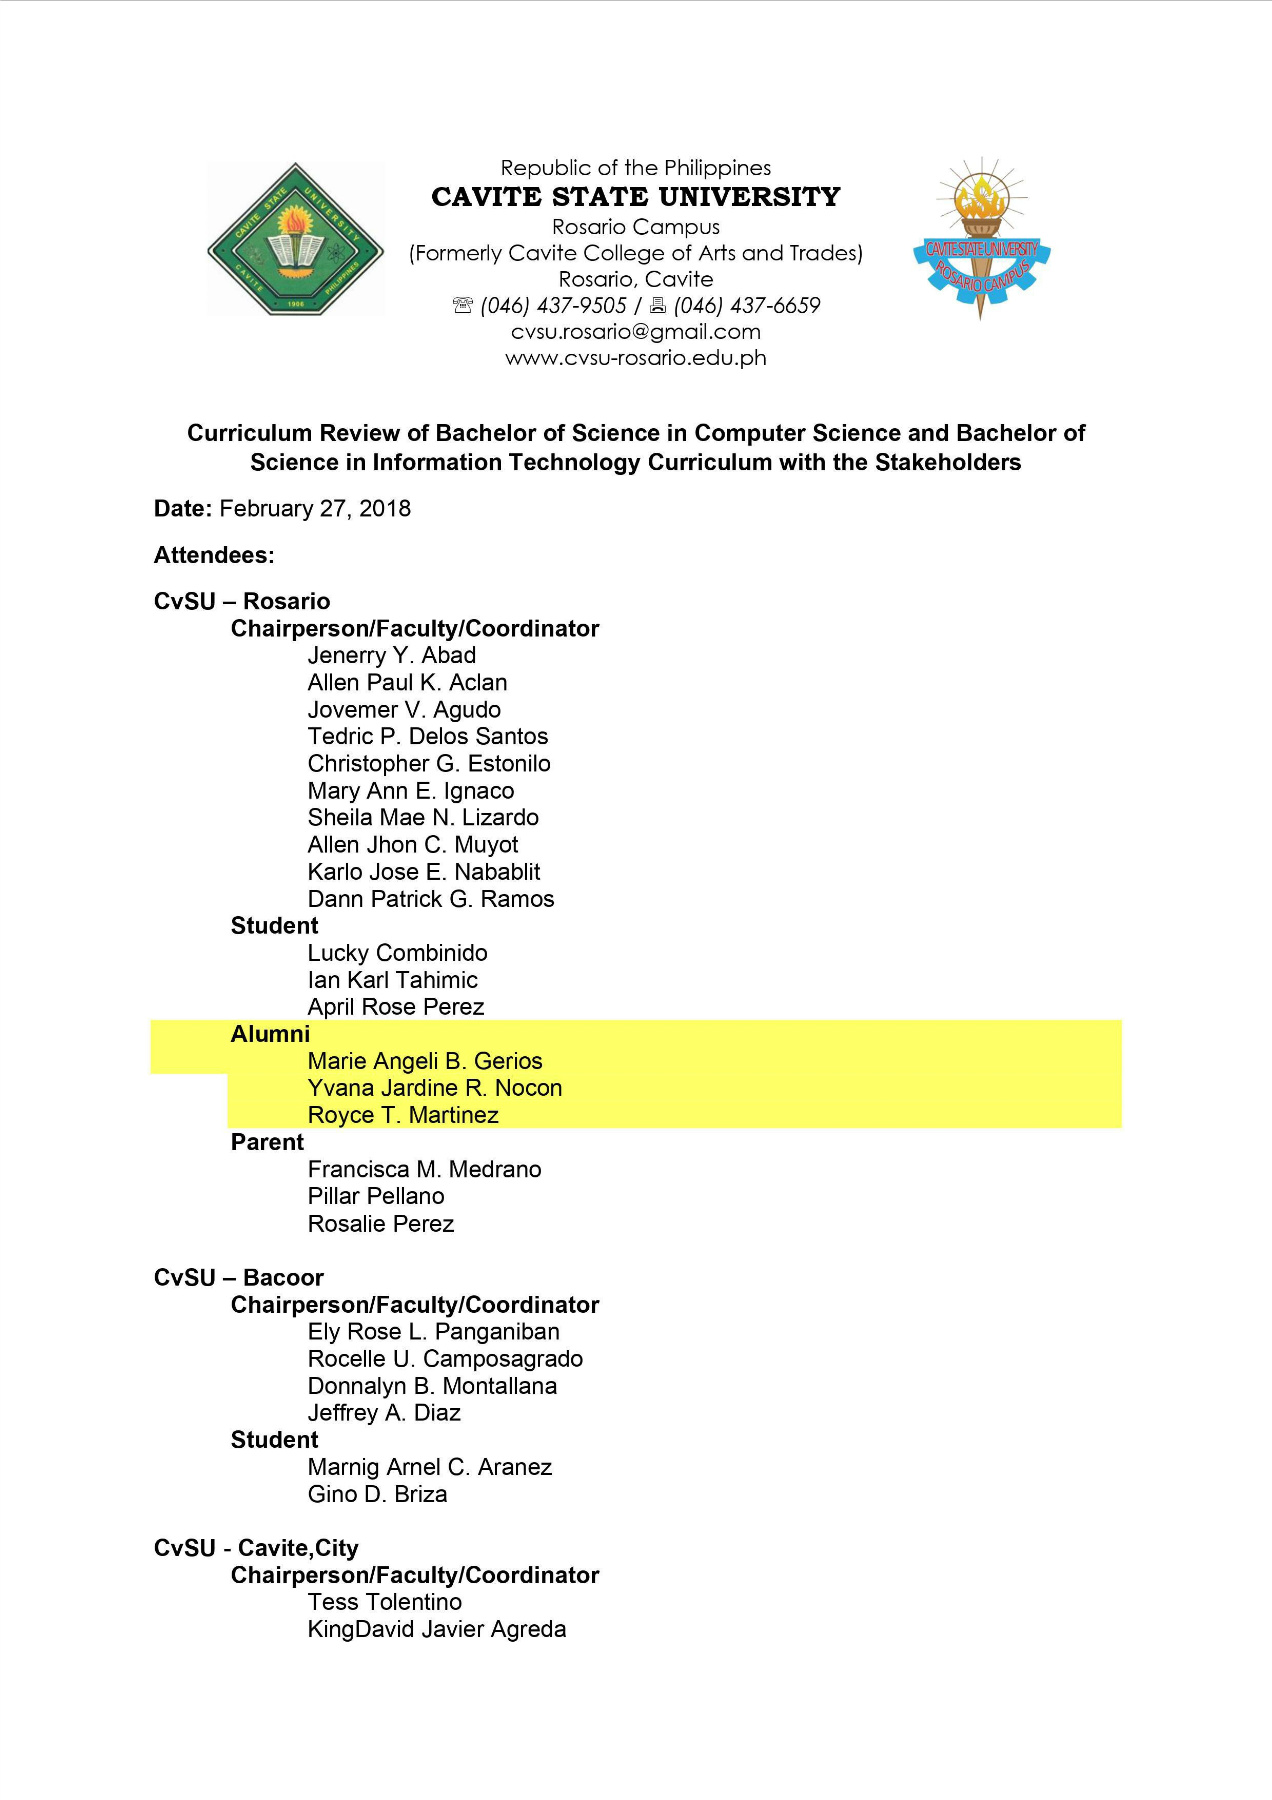 Republic of the Philippines
CAVITE STATE UNIVERSITY
Rosario Campus
(Formerly Cavite College of Arts and Trades)
Rosario, Cavite
☏ (046) 437-9505 / 🖷 (046) 437-6659
cvsu.rosario@gmail.com
www.cvsu-rosario.edu.ph
CAVITE STATE UNIVERSITY
CAVITE PHILIPPINES
1906
CvSU
CAVITE STATE UNIVERSITY
ROSARIO CAMPUS
Curriculum Review of Bachelor of Science in Computer Science and Bachelor of
Science in Information Technology Curriculum with the Stakeholders
Date: February 27, 2018
Attendees:
CvSU – Rosario
Chairperson/Faculty/Coordinator
Jenerry Y. Abad
Allen Paul K. Aclan
Jovemer V. Agudo
Tedric P. Delos Santos
Christopher G. Estonilo
Mary Ann E. Ignaco
Sheila Mae N. Lizardo
Allen Jhon C. Muyot
Karlo Jose E. Nabablit
Dann Patrick G. Ramos
Student
Lucky Combinido
Ian Karl Tahimic
April Rose Perez
Alumni
Marie Angeli B. Gerios
Yvana Jardine R. Nocon
Royce T. Martinez
Parent
Francisca M. Medrano
Pillar Pellano
Rosalie Perez
CvSU – Bacoor
Chairperson/Faculty/Coordinator
Ely Rose L. Panganiban
Rocelle U. Camposagrado
Donnalyn B. Montallana
Jeffrey A. Diaz
Student
Marnig Arnel C. Aranez
Gino D. Briza
CvSU - Cavite,City
Chairperson/Faculty/Coordinator
Tess Tolentino
KingDavid Javier Agreda